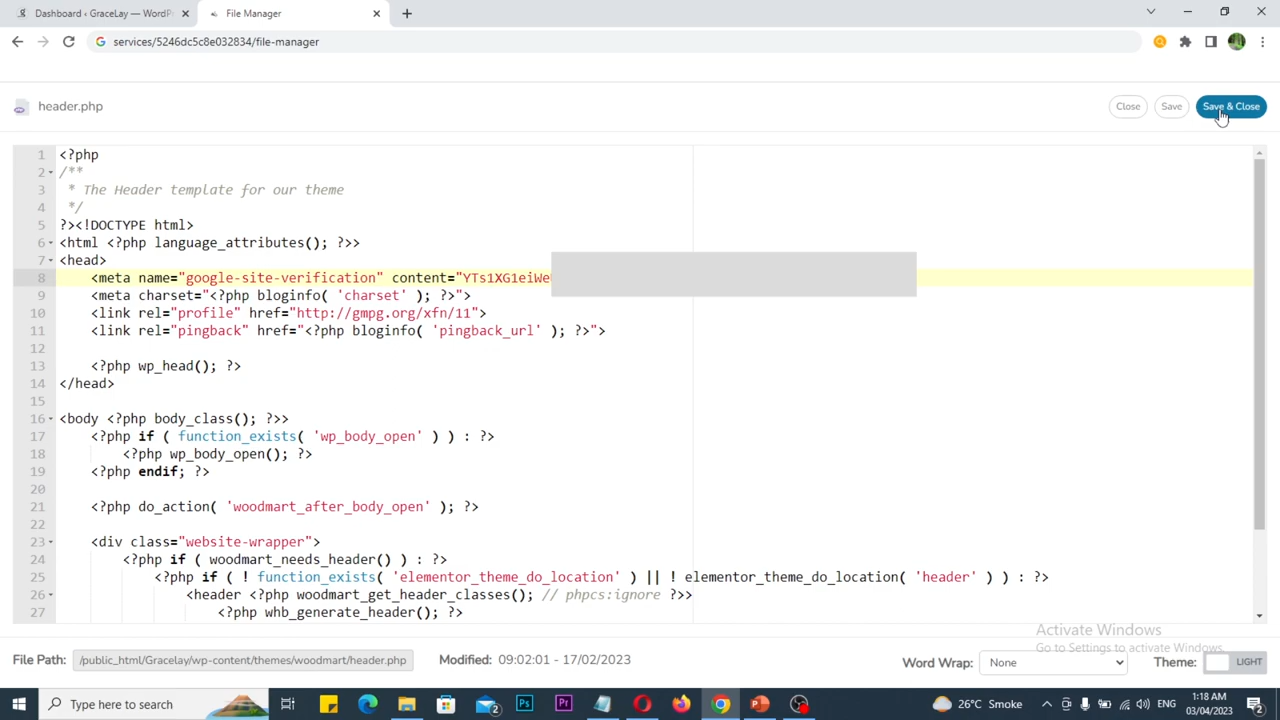 Dashboard ‹ GraceLay — WordPr
File Manager
services/5246dc5c8e032834/file-manager
header.php
Close
Save
Save & Close
1 <?php
2 /**
3 * The Header template for our theme
4 */
5 ?><!DOCTYPE html>
6 <html <?php language_attributes(); ?>>
7 <head>
8 <meta name="google-site-verification" content="YTs1XG1eiWe
9 <meta charset="<?php bloginfo( 'charset' ); ?>">
10 <link rel="profile" href="http://gmpg.org/xfn/11">
11 <link rel="pingback" href="<?php bloginfo( 'pingback_url' ); ?>">
12
13 <?php wp_head(); ?>
14 </head>
15
16 <body <?php body_class(); ?>>
17 <?php if ( function_exists( 'wp_body_open' ) ) : ?>
18 <?php wp_body_open(); ?>
19 <?php endif; ?>
20
21 <?php do_action( 'woodmart_after_body_open' ); ?>
22
23 <div class="website-wrapper">
24 <?php if ( woodmart_needs_header() ) : ?>
25 <?php if ( ! function_exists( 'elementor_theme_do_location' ) || ! elementor_theme_do_location( 'header' ) ) : ?>
26 <header <?php woodmart_get_header_classes(); // phpcs:ignore ?>>
27 <?php whb_generate_header(); ?>
Activate Windows
Go to Settings to activate Windows.
File Path: /public_html/Gracelay/wp-content/themes/woodmart/header.php
Modified: 09:02:01 - 17/02/2023
Word Wrap: None
Theme: LIGHT
Type here to search
26°C Smoke
ENG
1:18 AM
03/04/2023